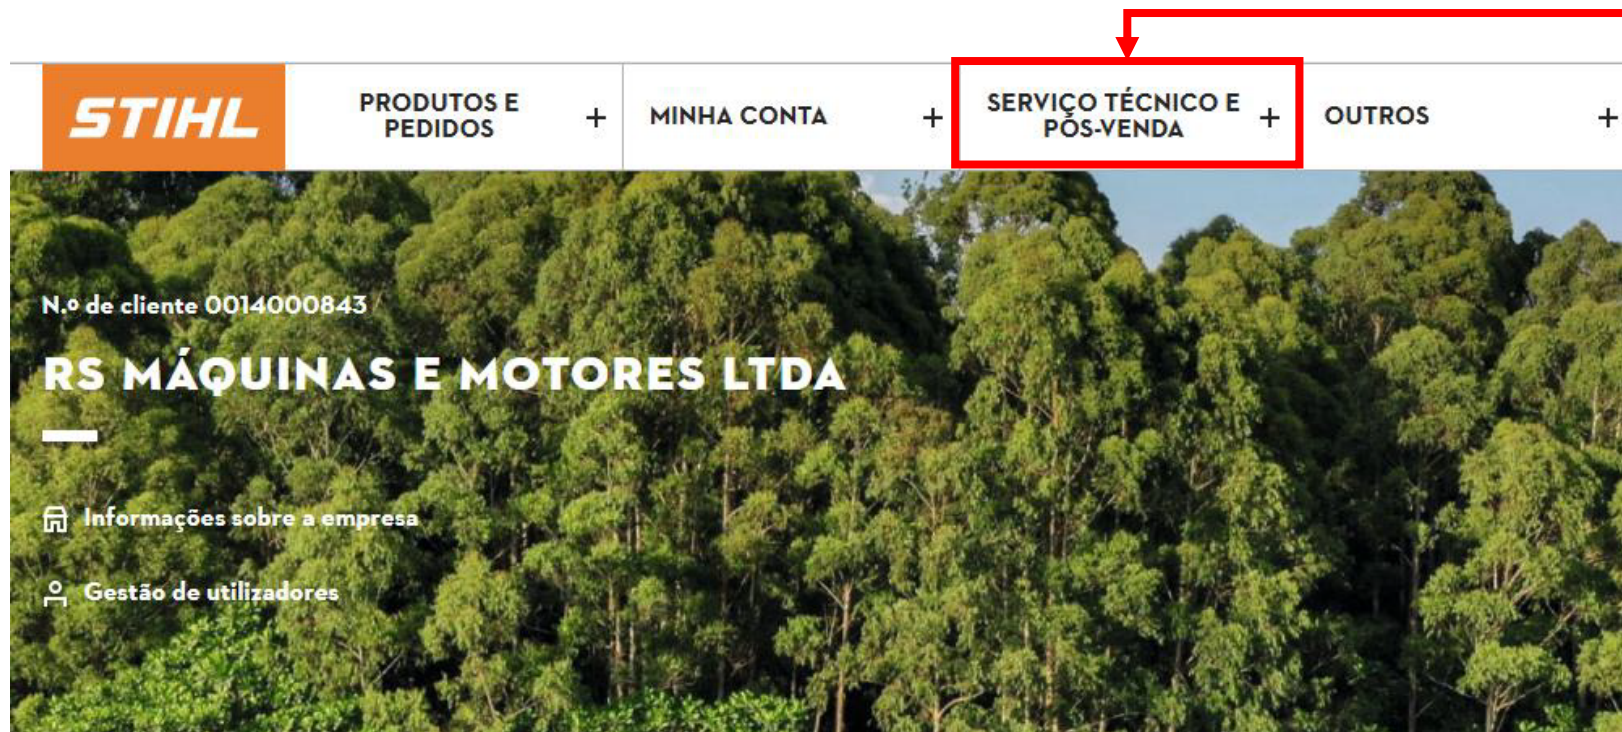 STIHL
PRODUTOS E
PEDIDOS
+
MINHA CONTA
+
SERVIÇO TÉCNICO E
PÓS-VENDA
+
OUTROS
+
N.º de cliente 0014000843
RS MÁQUINAS E MOTORES LTDA
Informações sobre a empresa
Gestão de utilizadores